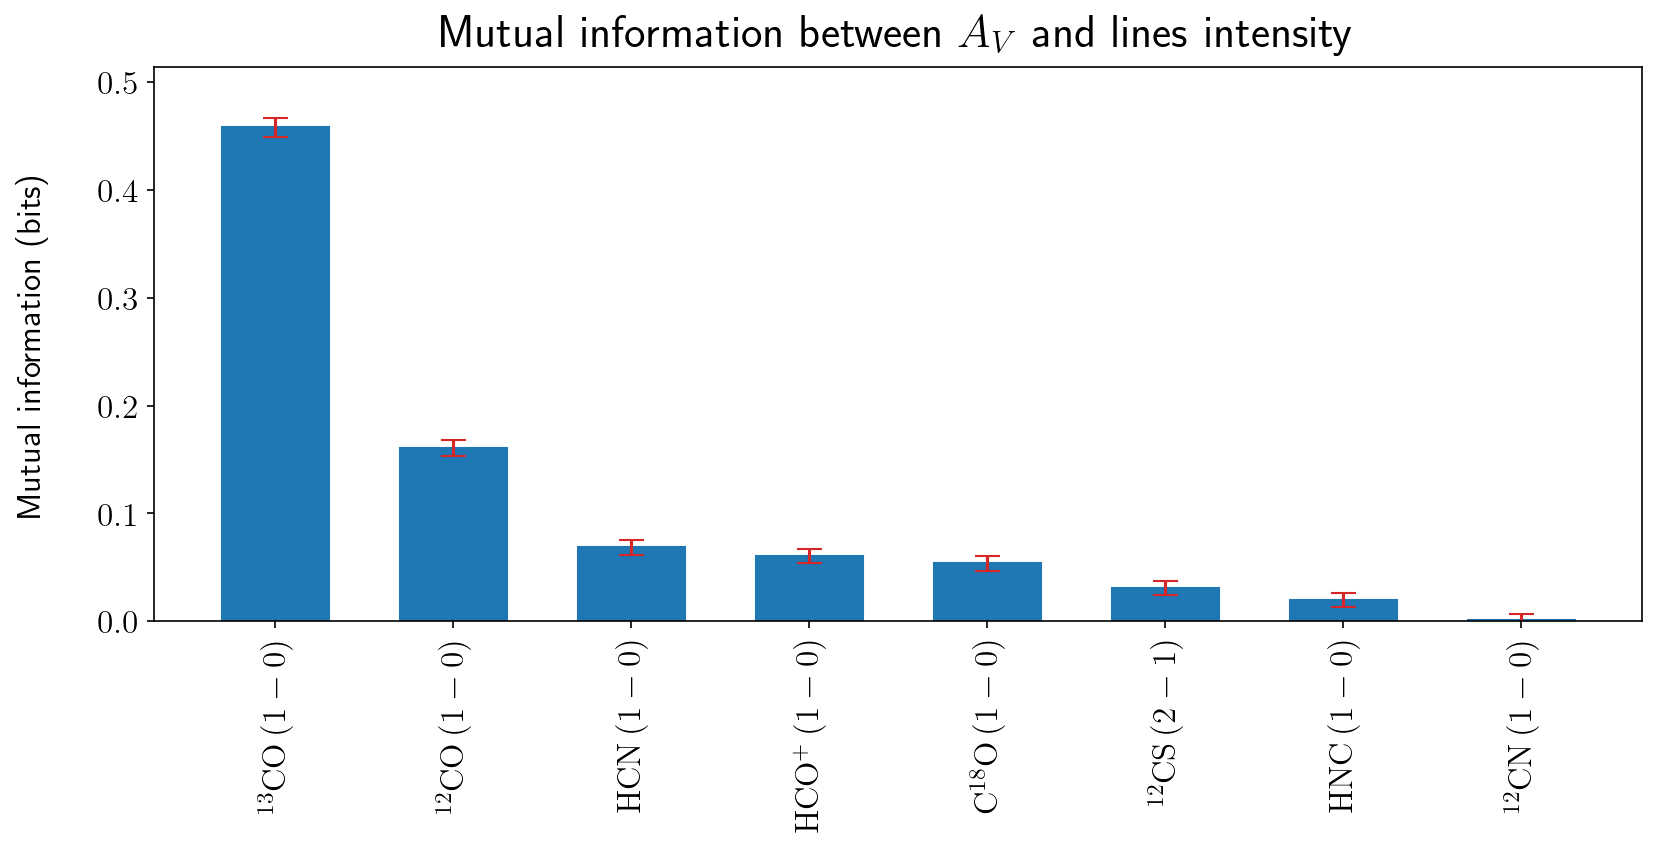 Mutual information between A_V and lines intensity
Mutual information (bits)
0.5
0.4
0.3
0.2
0.1
0.0
¹³CO (1 − 0)
¹²CO (1 − 0)
HCN (1 − 0)
HCO⁺ (1 − 0)
C¹⁸O (1 − 0)
¹²CS (2 − 1)
HNC (1 − 0)
¹²CN (1 − 0)